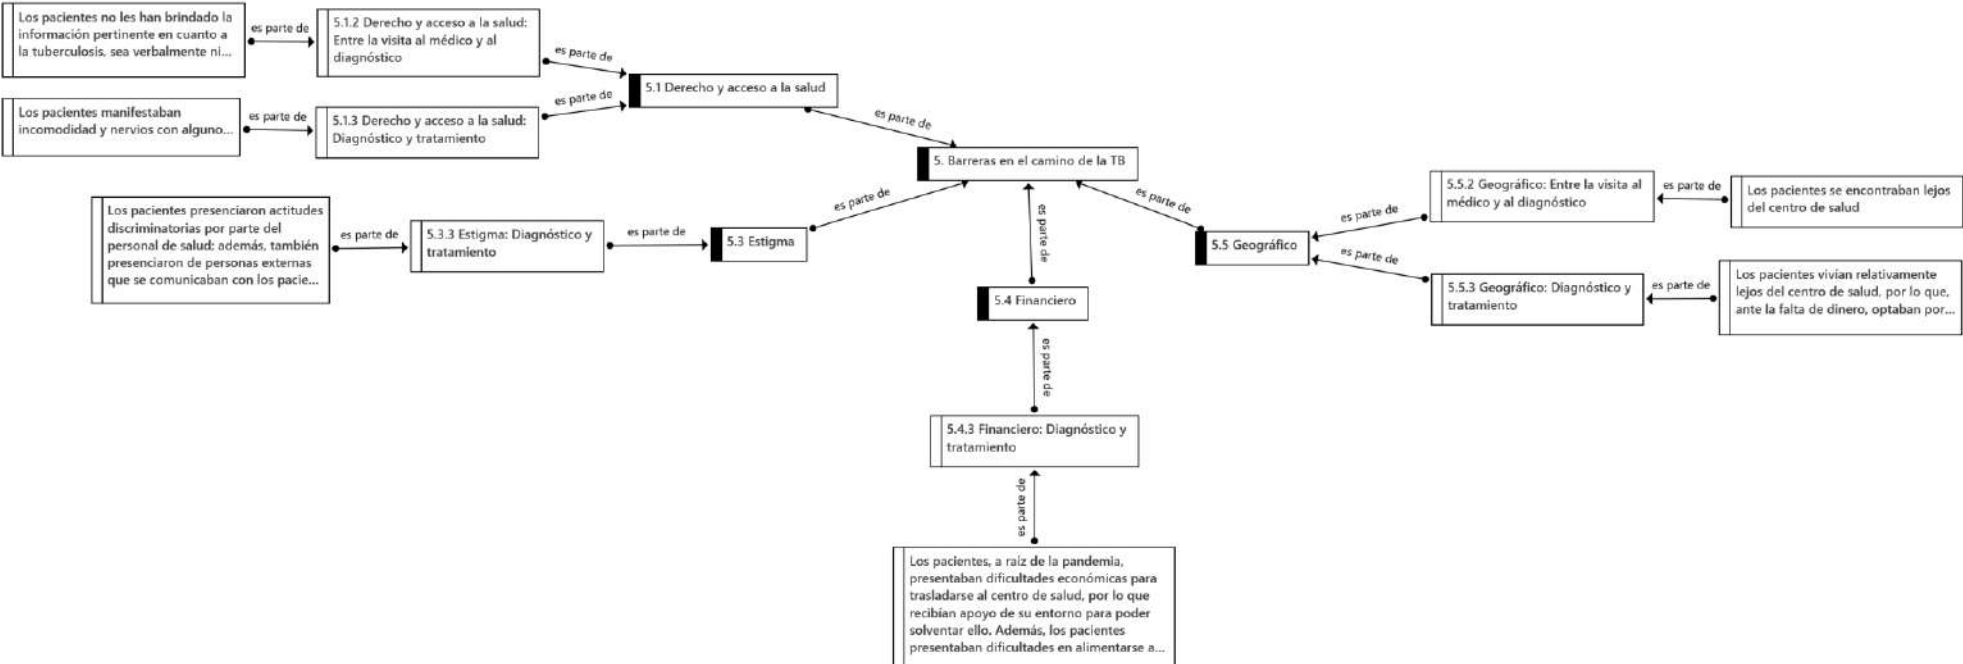 Los pacientes no les han brindado la
información pertinente en cuanto a
la tuberculosis, sea verbalmente ni...
es parte de
5.1.2 Derecho y acceso a la salud:
Entre la visita al médico y al
diagnóstico
es parte de
5.1 Derecho y acceso a la salud
Los pacientes manifestaban
incomodidad y nervios con alguno...
es parte de
5.1.3 Derecho y acceso a la salud:
Diagnóstico y tratamiento
es parte de
es parte de
5. Barreras en el camino de la TB
Los pacientes presenciaron actitudes
discriminatorias por parte del
personal de salud; además, también
presenciaron de personas externas
que se comunicaban con los pacie...
es parte de
5.3.3 Estigma: Diagnóstico y
tratamiento
es parte de
5.3 Estigma
es parte de
es parte de
5.4 Financiero
es parte de
5.4.3 Financiero: Diagnóstico y
tratamiento
es parte de
Los pacientes, a raíz de la pandemia,
presentaban dificultades económicas para
trasladarse al centro de salud, por lo que
recibían apoyo de su entorno para poder
solventar ello. Además, los pacientes
presentaban dificultades en alimentarse a...
es parte de
5.5 Geográfico
es parte de
5.5.2 Geográfico: Entre la visita al
médico y al diagnóstico
es parte de
Los pacientes se encontraban lejos
del centro de salud
es parte de
5.5.3 Geográfico: Diagnóstico y
tratamiento
es parte de
Los pacientes vivían relativamente
lejos del centro de salud, por lo que,
ante la falta de dinero, optaban por...